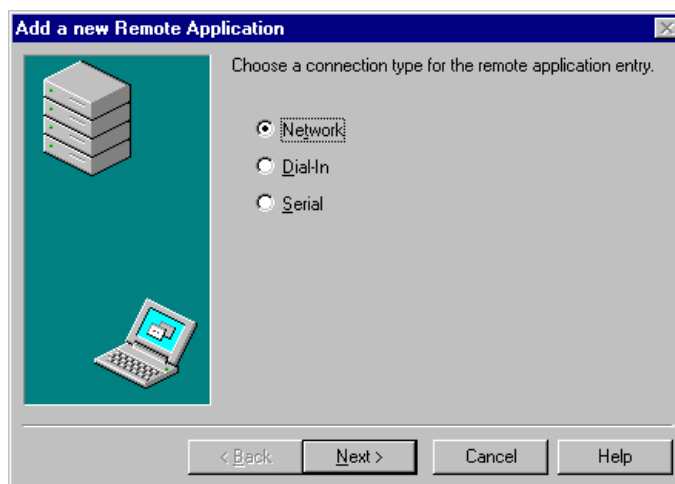 Add a new Remote Application
Choose a connection type for the remote application entry.
Network
Dial-In
Serial
< Back
Next >
Cancel
Help